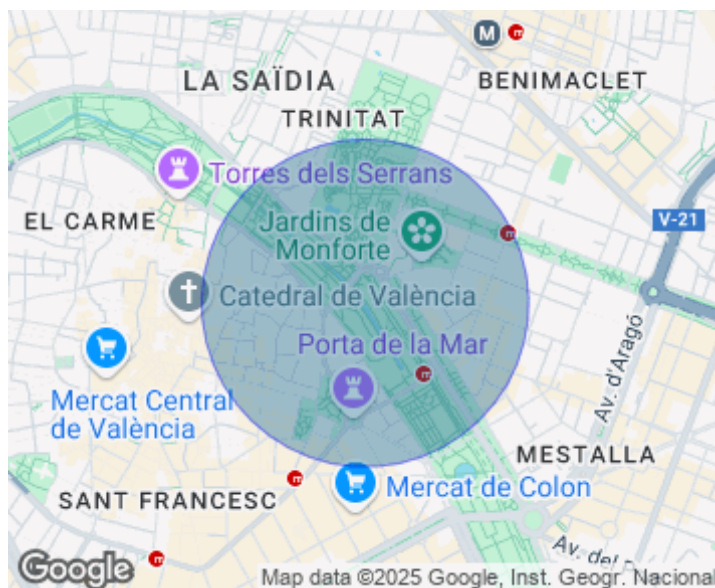 LA SAÏDIA
M
m
BENIMACLET
TRINITAT
Torres dels Serrans
EL CARME
Jardins de
Monforte
m
V-21
Catedral de València
Porta de la Mar
m
Mercat Central
de València
Av. d'Aragó
MESTALLA
SANT FRANCESC
m
Mercat de Colon
m
Av. del
Google
Map data ©2025 Google, Inst. Geogr. Nacional